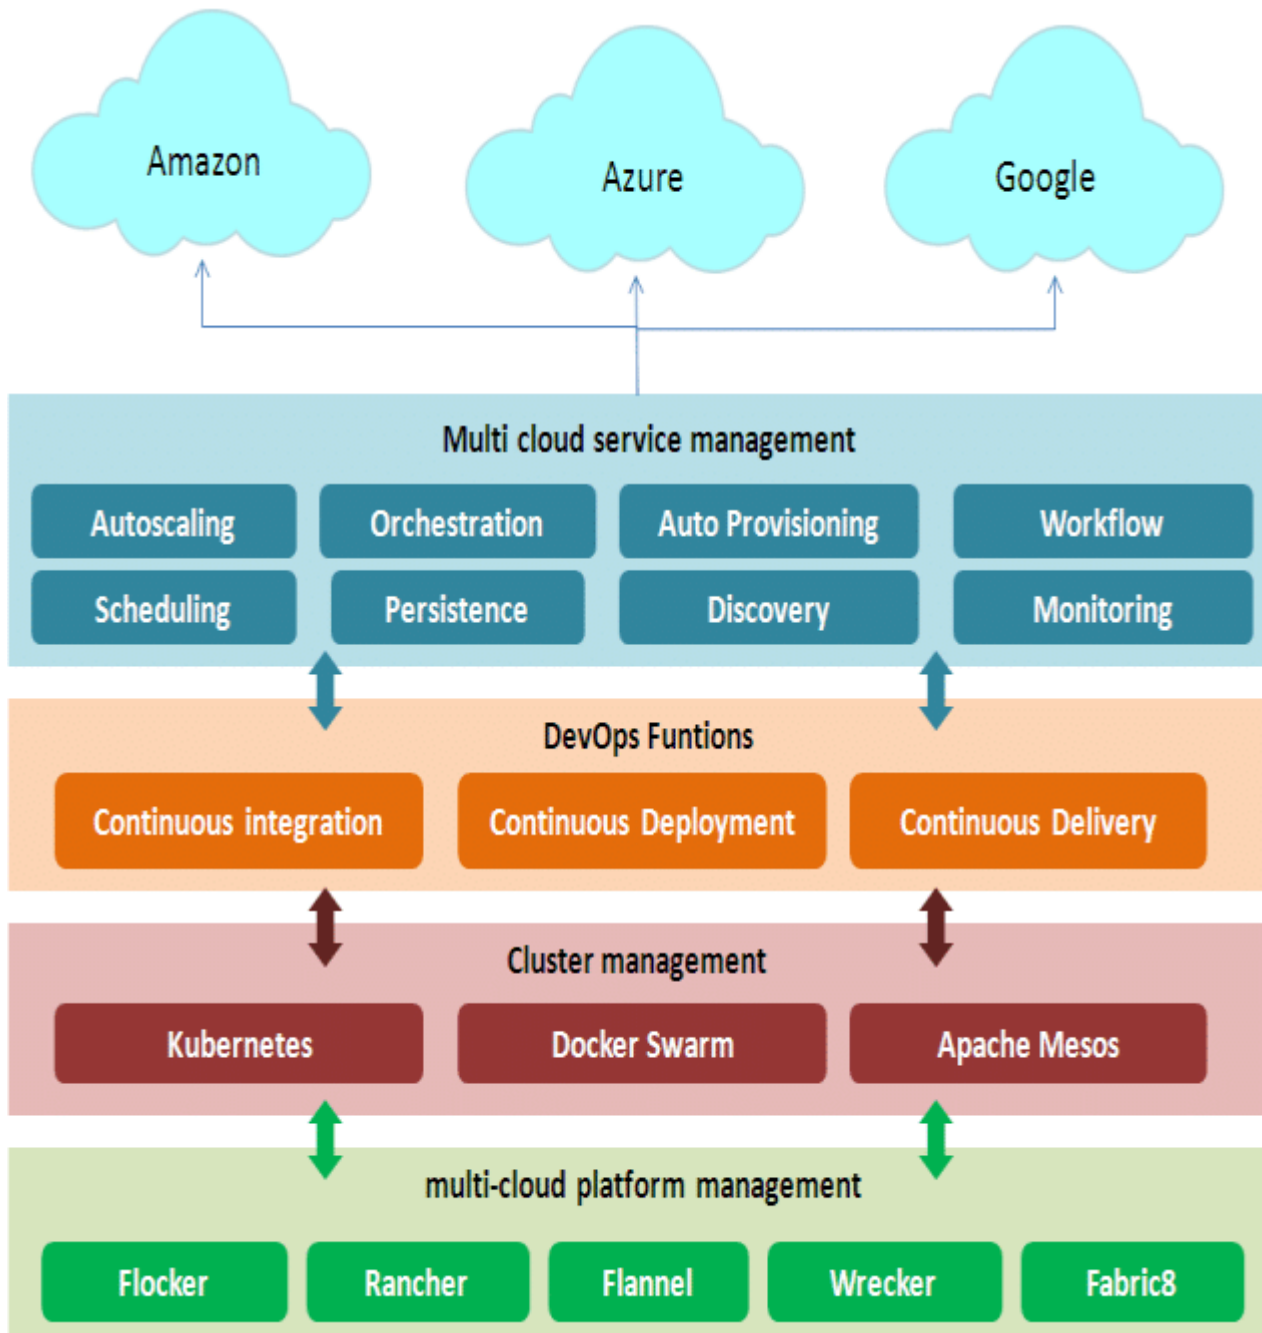 Amazon
Azure
Google
Multi cloud service management
Autoscaling
Orchestration
Auto Provisioning
Workflow
Scheduling
Persistence
Discovery
Monitoring
DevOps Funtions
Continuous integration
Continuous Deployment
Continuous Delivery
Cluster management
Kubernetes
Docker Swarm
Apache Mesos
multi-cloud platform management
Flocker
Rancher
Flannel
Wrecker
Fabric8